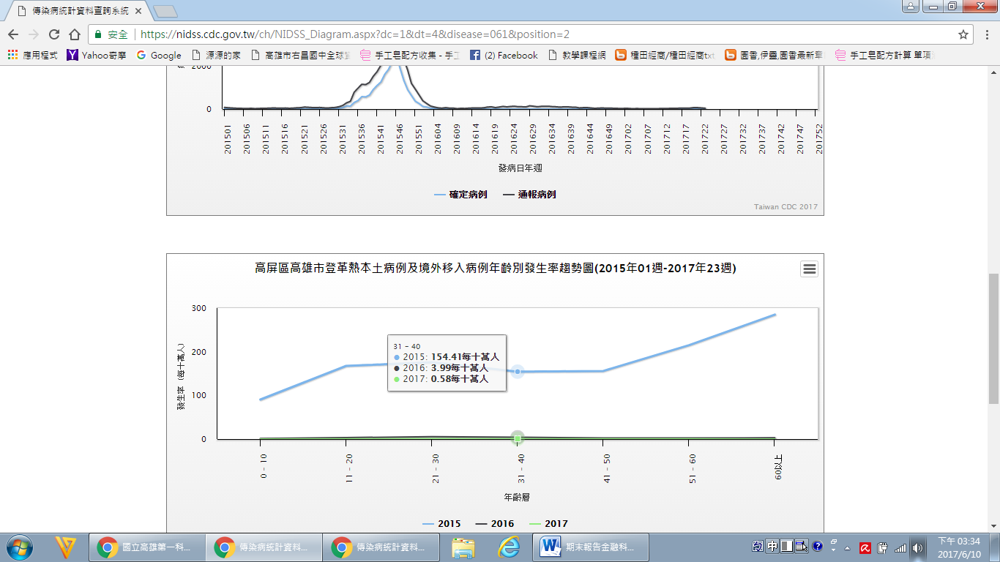 傳染病統計資料查詢系統
安全 https://nidss.cdc.gov.tw/ch/NIDSS_Diagram.aspx?dc=1&dt=4&disease=061&position=2
應用程式 Yahoo奇摩 Google 源源的家 高雄市右昌國中全球資 手工皂配方收集 - 手工 (2) Facebook 教學課程網 種田經商/種田經商txt 園香,伊靈,園香最新章 手工皂配方計算 單項
2000
0
201501 201506 201511 201516 201521 201526 201531 201536 201541 201546 201551 201604 201609 201614 201619 201624 201629 201634 201639 201644 201649 201702 201707 201712 201717 201722 201727 201732 201737 201742 201747 201752
發病日年週
確定病例 通報病例
Taiwan CDC 2017
高屏區高雄市登革熱本土病例及境外移入病例年齡別發生率趨勢圖(2015年01週-2017年23週)
發生率 (每十萬人)
300
200
100
0
31 - 40
2015: 154.41每十萬人
2016: 3.99每十萬人
2017: 0.58每十萬人
0 - 10 11 - 20 21 - 30 31 - 40 41 - 50 51 - 60 60以上
年齡層
2015 2016 2017
國立高雄第一科... 傳染病統計資料... 傳染病統計資料... 期末報告金融科... 中 下午 03:34
2017/6/10